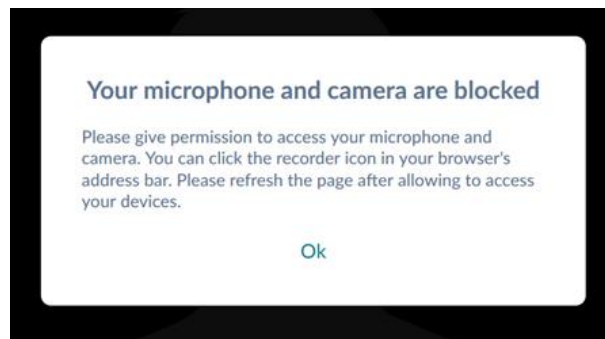 Your microphone and camera are blocked
Please give permission to access your microphone and
camera. You can click the recorder icon in your browser's
address bar. Please refresh the page after allowing to access
your devices.
Ok